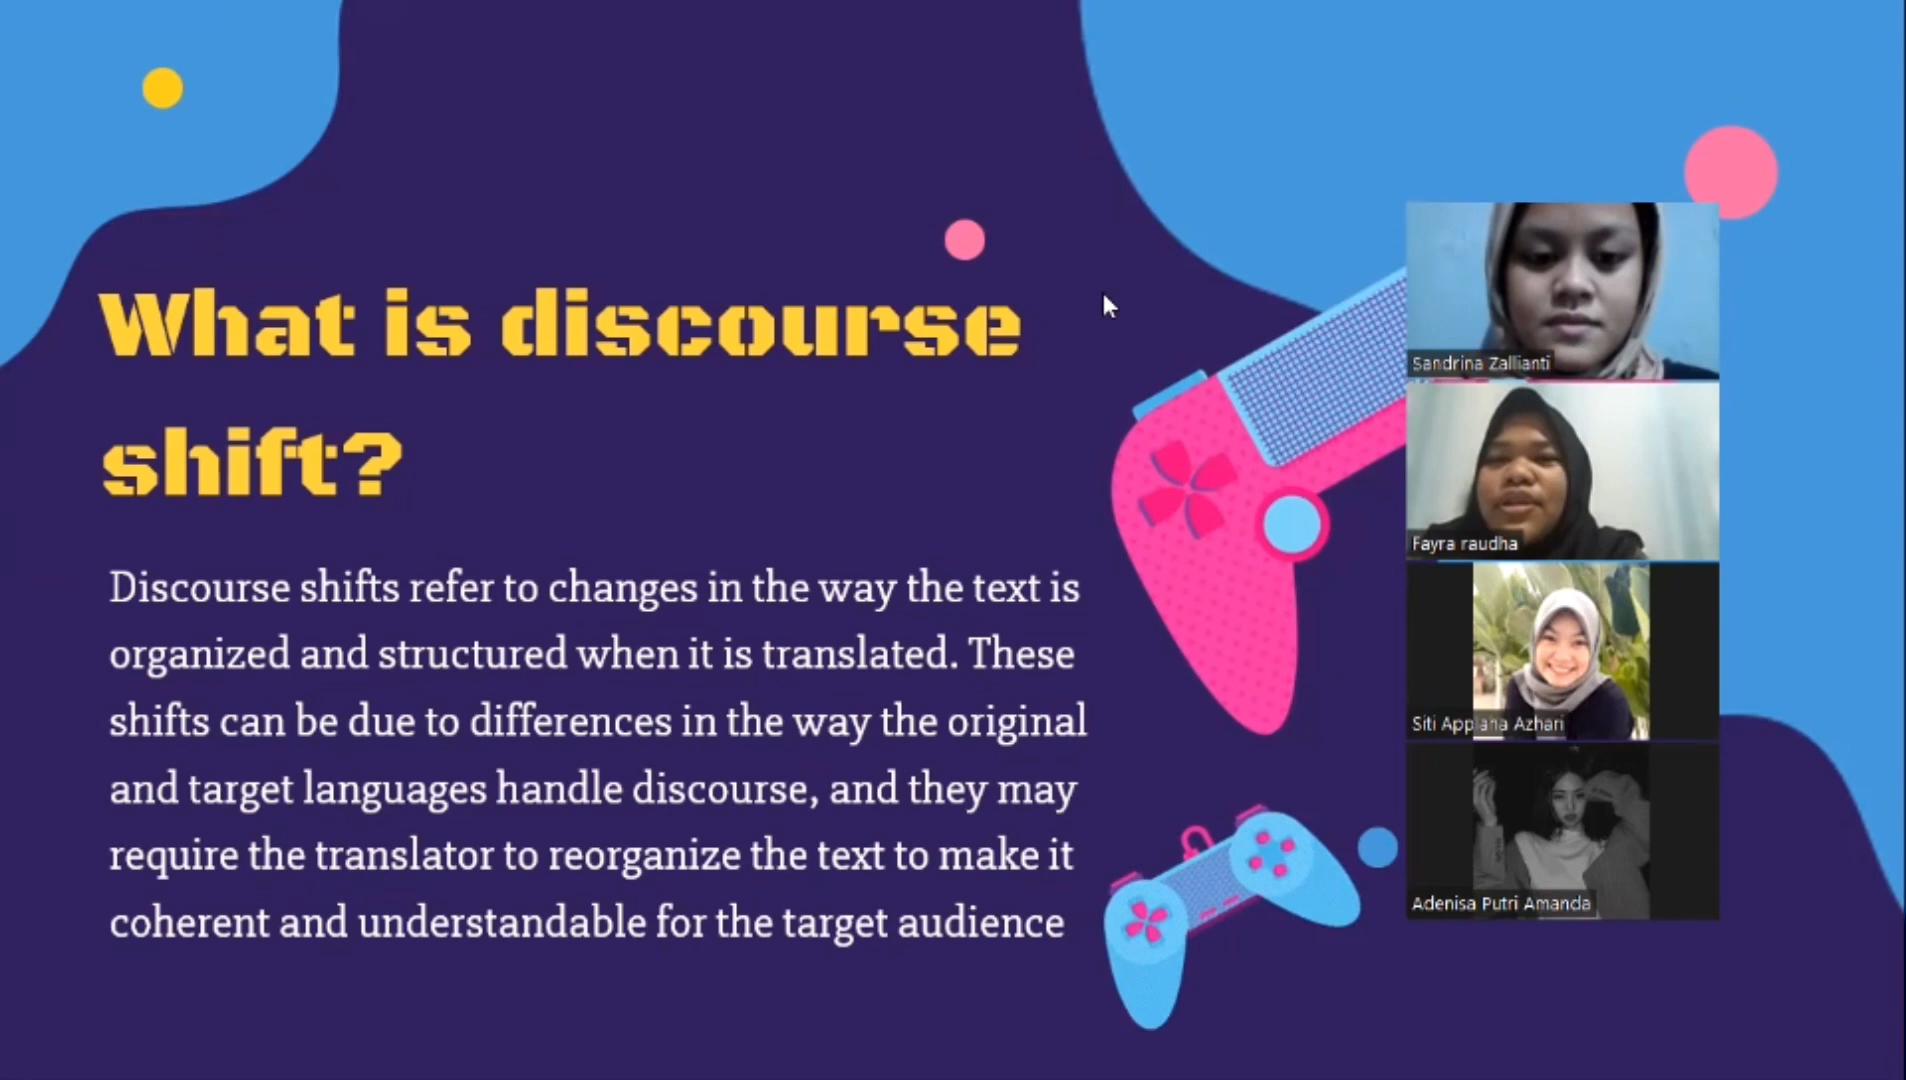 What is discourse
shift?
Discourse shifts refer to changes in the way the text is
organized and structured when it is translated. These
shifts can be due to differences in the way the original
and target languages handle discourse, and they may
require the translator to reorganize the text to make it
coherent and understandable for the target audience
Sandrina Zallianti
Fayra raudha
Siti Appiana Azhari
Adenisa Putri Amanda